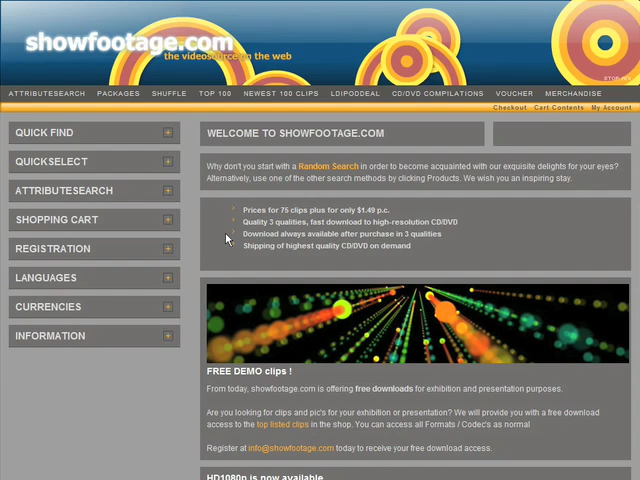 showfootage.com
the videosource on the web
ATTRIBUTESEARCH PACKAGES SHUFFLE TOP 100 NEWEST 100 CLIPS LDIPODDEAL CD/DVD COMPILATIONS VOUCHER MERCHANDISE
Checkout Cart Contents My Account
QUICK FIND
QUICKSELECT
ATTRIBUTESEARCH
SHOPPING CART
REGISTRATION
LANGUAGES
CURRENCIES
INFORMATION
WELCOME TO SHOWFOOTAGE.COM
Why don't you start with a Random Search in order to become acquainted with our exquisite delights for your eyes?
Alternatively, use one of the other search methods by clicking Products. We wish you an inspiring stay.
Prices for 75 clips plus for only $1.49 p.c.
Quality 3 qualities, fast download to high-resolution CD/DVD
Download always available after purchase in 3 qualities
Shipping of highest quality CD/DVD on demand
FREE DEMO clips !
From today, showfootage.com is offering free downloads for exhibition and presentation purposes.
Are you looking for clips and pic's for your exhibition or presentation? We will provide you with a free download
access to the top listed clips in the shop. You can access all Formats / Codec's as normal
Register at info@showfootage.com today to receive your free download access.
HD1080p is now available